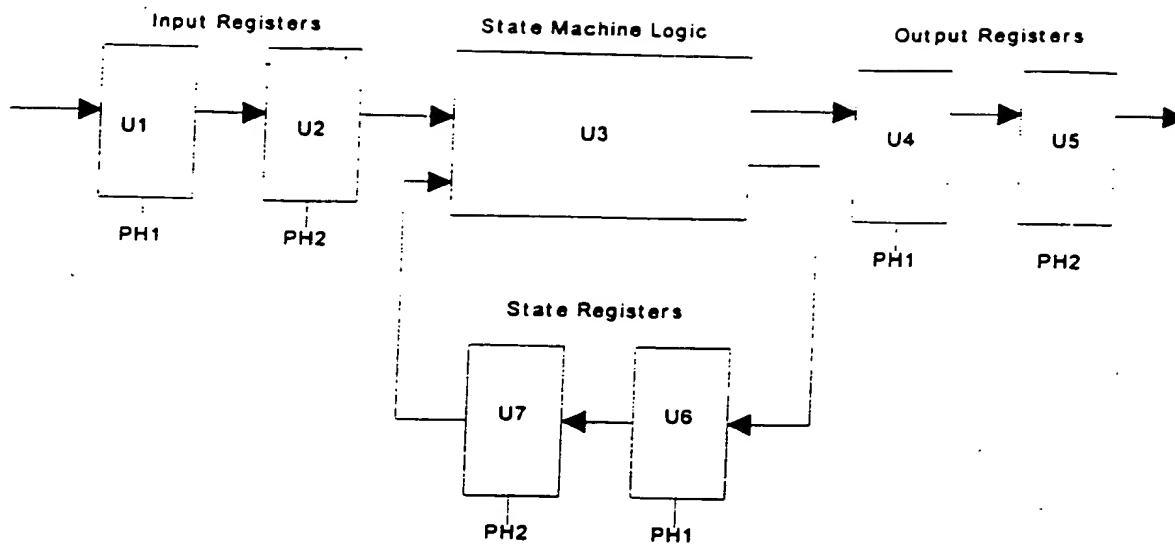 Input Registers
State Machine Logic
Output Registers
U1
U2
U3
U4
U5
PH1
PH2
PH1
PH2
State Registers
U7
U6
PH2
PH1